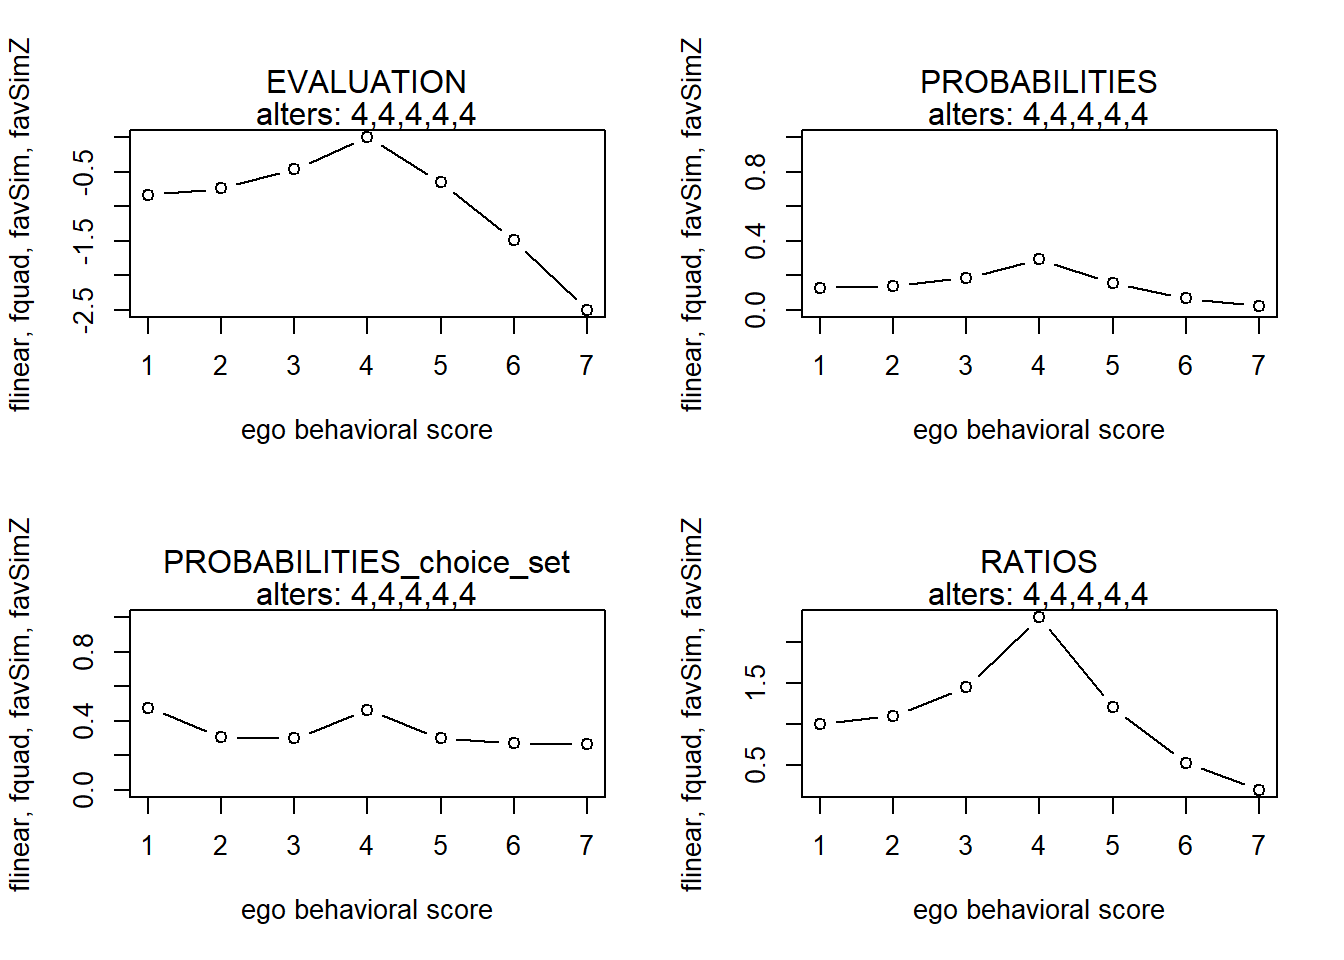 EVALUATION
alters: 4,4,4,4,4
flinear, fquad, favSim, favSimZ
-0.5
-1.5
-2.5
1 2 3 4 5 6 7
ego behavioral score
PROBABILITIES
alters: 4,4,4,4,4
flinear, fquad, favSim, favSimZ
0.8
0.4
0.0
1 2 3 4 5 6 7
ego behavioral score
PROBABILITIES_choice_set
alters: 4,4,4,4,4
flinear, fquad, favSim, favSimZ
0.8
0.4
0.0
1 2 3 4 5 6 7
ego behavioral score
RATIOS
alters: 4,4,4,4,4
flinear, fquad, favSim, favSimZ
1.5
0.5
1 2 3 4 5 6 7
ego behavioral score